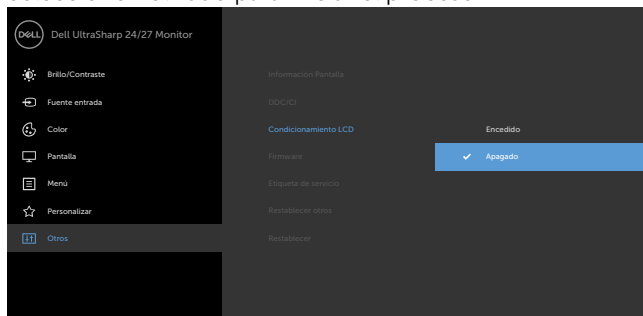 DELL
Dell UltraSharp 24/27 Monitor
Brillo/Contraste
Información Pantalla
Fuente entrada
DDC/CI
Color
Condicionamiento LCD
Encedido
Pantalla
Firmware
Apagado
Menú
Etiqueta de servicio
Personalizar
Restablecer otros
Otros
Restablecer